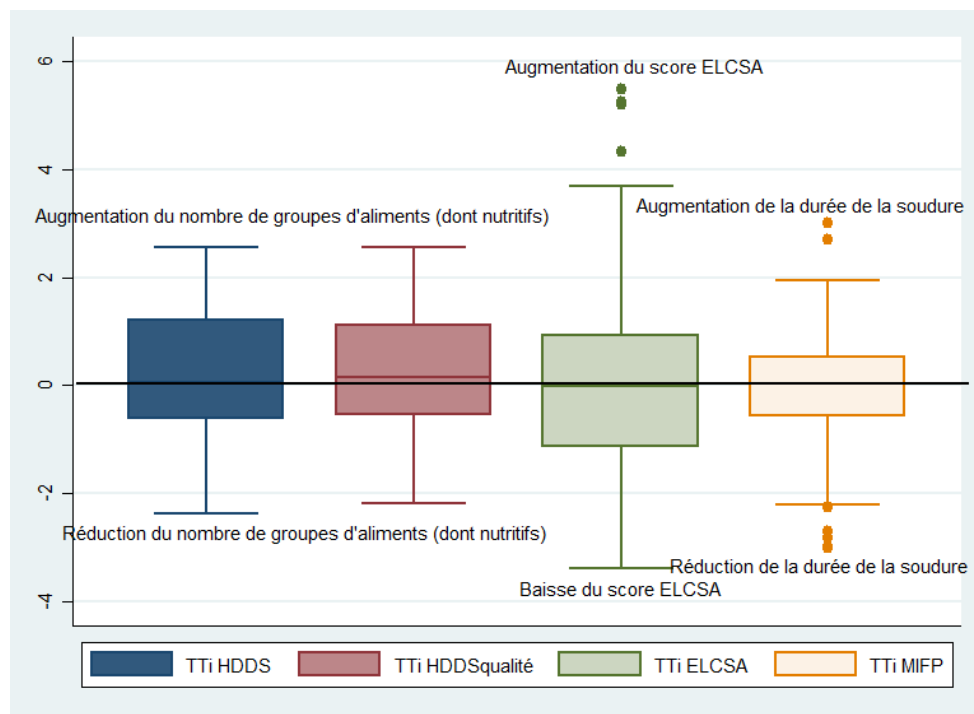 6
Augmentation du score ELCSA
4
Augmentation du nombre de groupes d'aliments (dont nutritifs)
Augmentation de la durée de la soudure
2
0
-2
Réduction du nombre de groupes d'aliments (dont nutritifs)
Réduction de la durée de la soudure
Baisse du score ELCSA
-4
TTi HDDS TTi HDDSqualité TTi ELCSA TTi MIFP